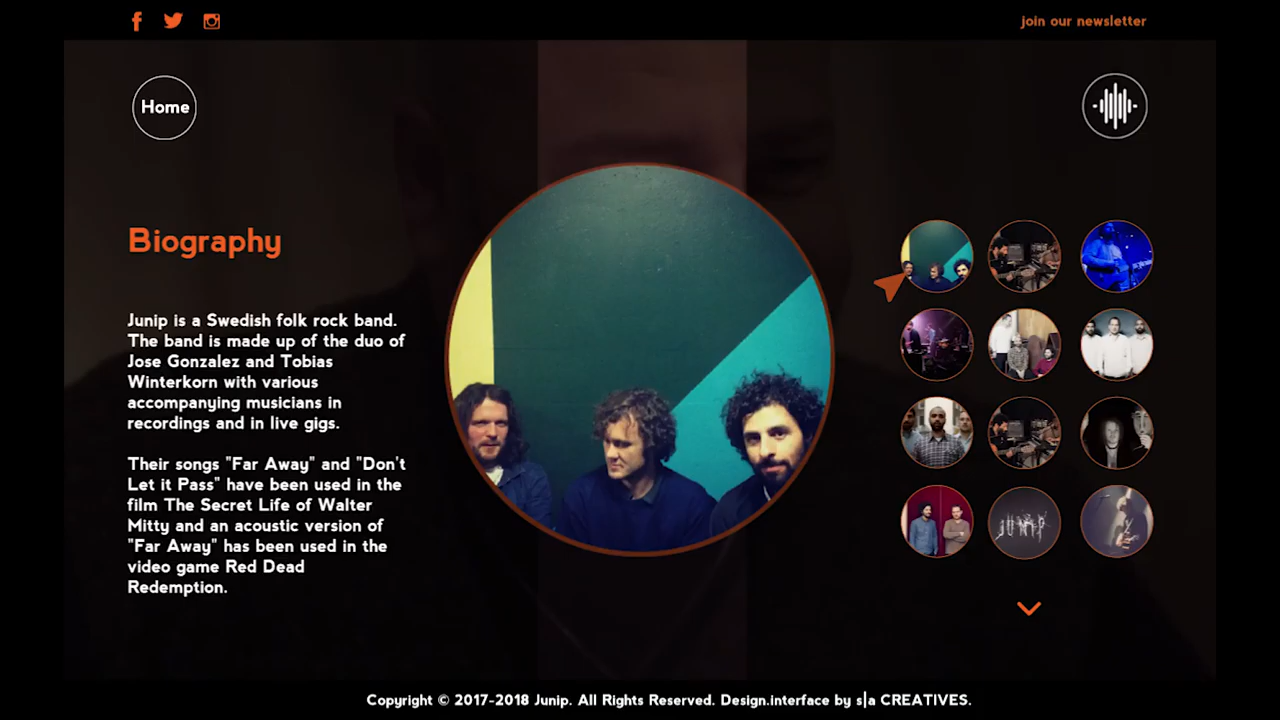 join our newsletter
Home
Biography
Junip is a Swedish folk rock band.
The band is made up of the duo of
Jose Gonzalez and Tobias
Winterkorn with various
accompanying musicians in
recordings and in live gigs.
Their songs "Far Away" and "Don't
Let it Pass" have been used in the
film The Secret Life of Walter
Mitty and an acoustic version of
"Far Away" has been used in the
video game Red Dead
Redemption.
JUNIP
Copyright © 2017-2018 Junip. All Rights Reserved. Design.interface by s|a CREATIVES.